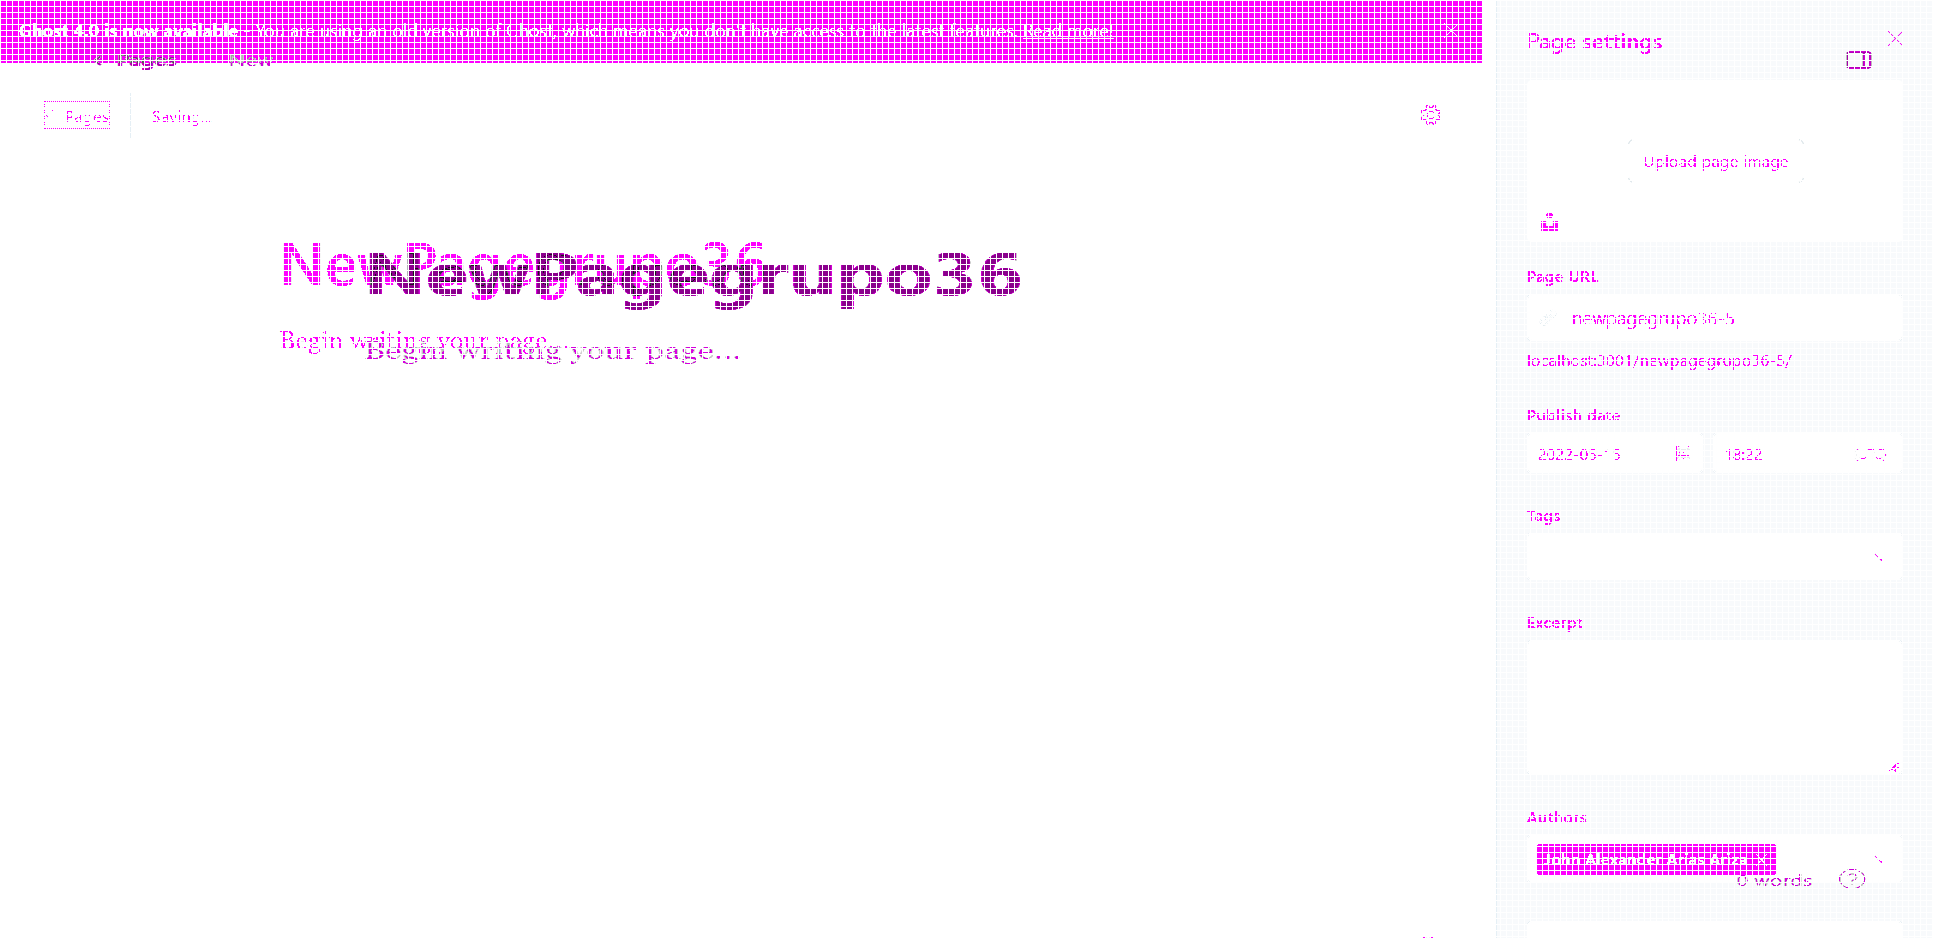 Ghost 4.0 is now available - You are using an old version of Ghost, which means you don't have access to the latest features. Read more!
Pages New
Pages Saving...
NewPagegrupo36
NewPagegrupo36
Begin writing your page...
Begin writing your page...
Page settings
Upload page image
Page URL
newpagegrupo36-5
localhost:3001/newpagegrupo36-5/
Publish date
2022-05-15 18:22 (UTC)
Tags
Excerpt
Authors
John Alexander Arias Ariza ×
0 words ?